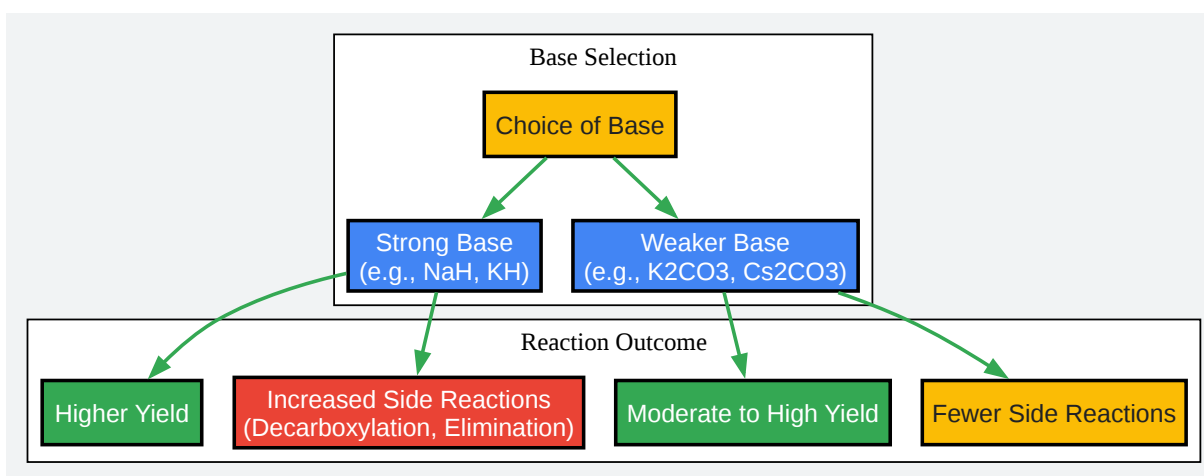 Base Selection
Choice of Base
Strong Base
(e.g., NaH, KH)
Weaker Base
(e.g., K2CO3, Cs2CO3)
Reaction Outcome
Higher Yield
Increased Side Reactions
(Decarboxylation, Elimination)
Moderate to High Yield
Fewer Side Reactions